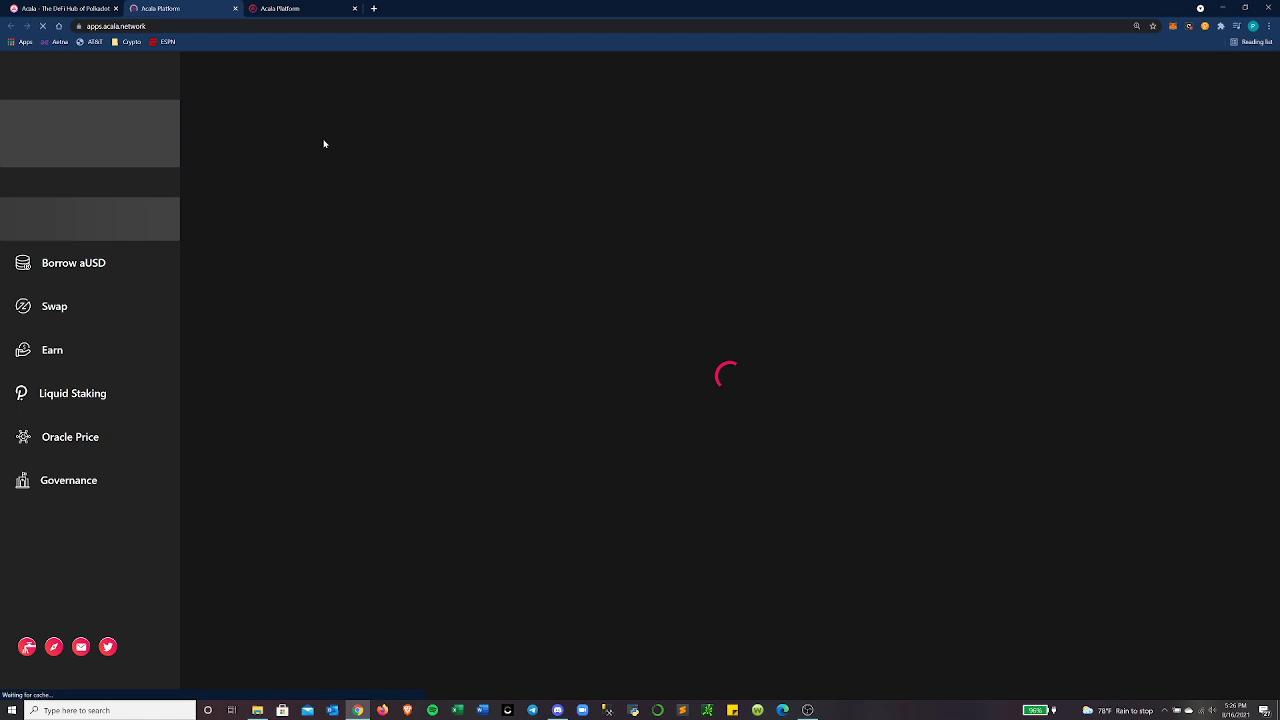 Acala - The DeFi Hub of Polkadot
Acala Platform
Acala Platform
apps.acala.network
Apps
Aetna
AT&T
Crypto
ESPN
Reading list
Borrow aUSD
Swap
Earn
Liquid Staking
Oracle Price
Governance
Waiting for cache...
Type here to search
96%
78°F Rain to stop
5:26 PM
8/16/2021